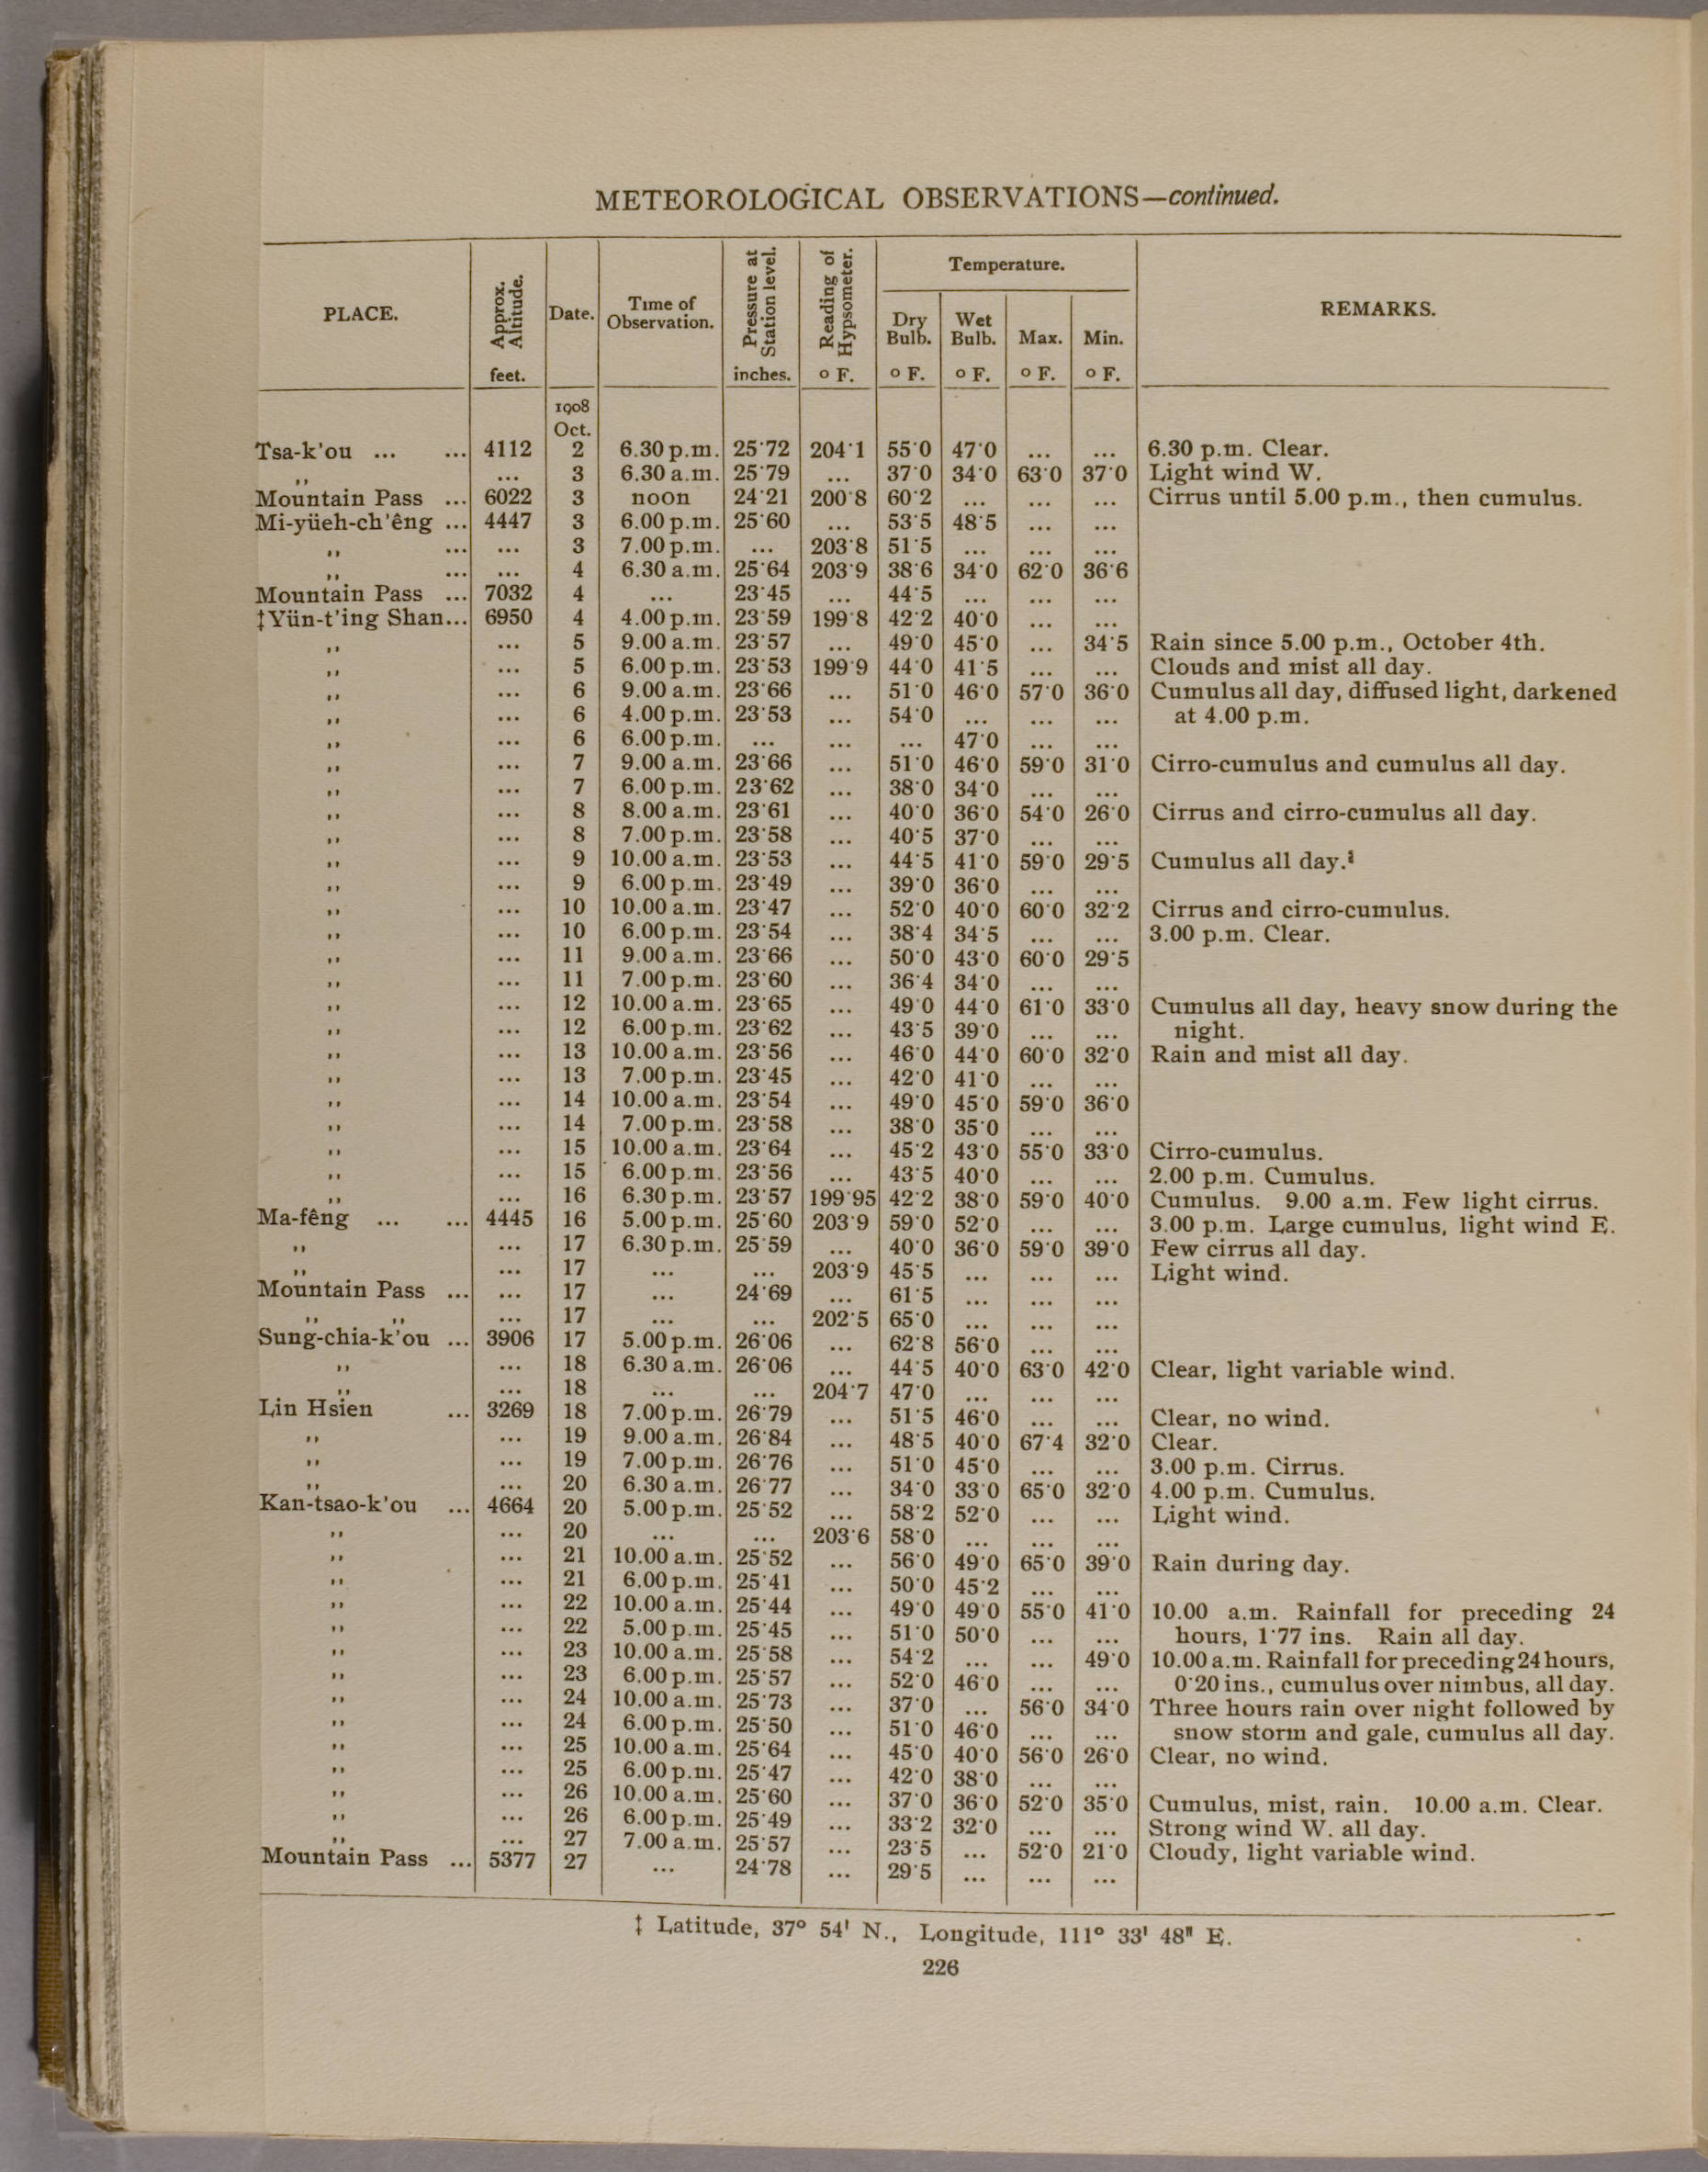 METEOROLOGICAL OBSERVATIONS—continued.
PLACE. Approx. Altitude. feet. Date. Time of Observation. Pressure at Station level. inches. Reading of Hypsometer. o F. Temperature. Dry Bulb. o F. Wet Bulb. o F. Max. o F. Min. o F. REMARKS.
1908
Oct.
Tsa-k'ou ... ... 4112 2 6.30 p.m. 25·72 204·1 55·0 47·0 ... ... 6.30 p.m. Clear.
,, ... 3 6.30 a.m. 25·79 ... 37·0 34·0 63·0 37·0 Light wind W.
Mountain Pass ... 6022 3 noon 24·21 200·8 60·2 ... ... ... Cirrus until 5.00 p.m., then cumulus.
Mi-yüeh-ch'êng ... 4447 3 6.00 p.m. 25·60 ... 53·5 48·5 ... ...
,, ... ... 3 7.00 p.m. ... 203·8 51·5 ... ... ...
,, ... ... 4 6.30 a.m. 25·64 203·9 38·6 34·0 62·0 36·6
Mountain Pass ... 7032 4 ... 23·45 ... 44·5 ... ... ...
‡Yün-t'ing Shan... 6950 4 4.00 p.m. 23·59 199·8 42·2 40·0 ... ...
,, ... 5 9.00 a.m. 23·57 ... 49·0 45·0 ... 34·5 Rain since 5.00 p.m., October 4th.
,, ... 5 6.00 p.m. 23·53 199·9 44·0 41·5 ... ... Clouds and mist all day.
,, ... 6 9.00 a.m. 23·66 ... 51·0 46·0 57·0 36·0 Cumulus all day, diffused light, darkened
,, ... 6 4.00 p.m. 23·53 ... 54·0 ... ... ... at 4.00 p.m.
,, ... 6 6.00 p.m. ... ... ... 47·0 ... ...
,, ... 7 9.00 a.m. 23·66 ... 51·0 46·0 59·0 31·0 Cirro-cumulus and cumulus all day.
,, ... 7 6.00 p.m. 23·62 ... 38·0 34·0 ... ...
,, ... 8 8.00 a.m. 23·61 ... 40·0 36·0 54·0 26·0 Cirrus and cirro-cumulus all day.
,, ... 8 7.00 p.m. 23·58 ... 40·5 37·0 ... ...
,, ... 9 10.00 a.m. 23·53 ... 44·5 41·0 59·0 29·5 Cumulus all day.
,, ... 9 6.00 p.m. 23·49 ... 39·0 36·0 ... ...
,, ... 10 10.00 a.m. 23·47 ... 52·0 40·0 60·0 32·2 Cirrus and cirro-cumulus.
,, ... 10 6.00 p.m. 23·54 ... 38·4 34·5 ... ... 3.00 p.m. Clear.
,, ... 11 9.00 a.m. 23·66 ... 50·0 43·0 60·0 29·5
,, ... 11 7.00 p.m. 23·60 ... 36·4 34·0 ... ...
,, ... 12 10.00 a.m. 23·65 ... 49·0 44·0 61·0 33·0 Cumulus all day, heavy snow during the
,, ... 12 6.00 p.m. 23·62 ... 43·5 39·0 ... ... night.
,, ... 13 10.00 a.m. 23·56 ... 46·0 44·0 60·0 32·0 Rain and mist all day.
,, ... 13 7.00 p.m. 23·45 ... 42·0 41·0 ... ...
,, ... 14 10.00 a.m. 23·54 ... 49·0 45·0 59·0 36·0
,, ... 14 7.00 p.m. 23·58 ... 38·0 35·0 ... ...
,, ... 15 10.00 a.m. 23·64 ... 45·2 43·0 55·0 33·0 Cirro-cumulus.
,, ... 15 6.00 p.m. 23·56 ... 43·5 40·0 ... ... 2.00 p.m. Cumulus.
,, ... 16 6.30 p.m. 23·57 199·95 42·2 38·0 59·0 40·0 Cumulus. 9.00 a.m. Few light cirrus.
Ma-fêng ... ... 4445 16 5.00 p.m. 25·60 203·9 59·0 52·0 ... ... 3.00 p.m. Large cumulus, light wind E.
,, ... 17 6.30 p.m. 25·59 ... 40·0 36·0 59·0 39·0 Few cirrus all day.
,, ... 17 ... ... 203·9 45·5 ... ... ... Light wind.
Mountain Pass ... ... 17 ... 24·69 ... 61·5 ... ... ...
,, ,, ... 17 ... ... 202·5 65·0 ... ... ...
Sung-chia-k'ou ... 3906 17 5.00 p.m. 26·06 ... 62·8 56·0 ... ...
,, ... 18 6.30 a.m. 26·06 ... 44·5 40·0 63·0 42·0 Clear, light variable wind.
,, ... 18 ... ... 204·7 47·0 ... ... ...
Lin Hsien ... 3269 18 7.00 p.m. 26·79 ... 51·5 46·0 ... ... Clear, no wind.
,, ... 19 9.00 a.m. 26·84 ... 48·5 40·0 67·4 32·0 Clear.
,, ... 19 7.00 p.m. 26·76 ... 51·0 45·0 ... ... 3.00 p.m. Cirrus.
,, ... 20 6.30 a.m. 26·77 ... 34·0 33·0 65·0 32·0 4.00 p.m. Cumulus.
Kan-tsao-k'ou ... 4664 20 5.00 p.m. 25·52 ... 58·2 52·0 ... ... Light wind.
,, ... 20 ... ... 203·6 58·0 ... ... ...
,, ... 21 10.00 a.m. 25·52 ... 56·0 49·0 65·0 39·0 Rain during day.
,, ... 21 6.00 p.m. 25·41 ... 50·0 45·2 ... ...
,, ... 22 10.00 a.m. 25·44 ... 49·0 49·0 55·0 41·0 10.00 a.m. Rainfall for preceding 24
,, ... 22 5.00 p.m. 25·45 ... 51·0 50·0 ... ... hours, 1·77 ins. Rain all day.
,, ... 23 10.00 a.m. 25·58 ... 54·2 ... ... 49·0 10.00 a.m. Rainfall for preceding 24 hours,
,, ... 23 6.00 p.m. 25·57 ... 52·0 46·0 ... ... 0·20 ins., cumulus over nimbus, all day.
,, ... 24 10.00 a.m. 25·73 ... 37·0 ... 56·0 34·0 Three hours rain over night followed by
,, ... 24 6.00 p.m. 25·50 ... 51·0 46·0 ... ... snow storm and gale, cumulus all day.
,, ... 25 10.00 a.m. 25·64 ... 45·0 40·0 56·0 26·0 Clear, no wind.
,, ... 25 6.00 p.m. 25·47 ... 42·0 38·0 ... ...
,, ... 26 10.00 a.m. 25·60 ... 37·0 36·0 52·0 35·0 Cumulus, mist, rain. 10.00 a.m. Clear.
,, ... 26 6.00 p.m. 25·49 ... 33·2 32·0 ... ... Strong wind W. all day.
,, ... 27 7.00 a.m. 25·57 ... 23·5 ... 52·0 21·0 Cloudy, light variable wind.
Mountain Pass ... 5377 27 ... 24·78 ... 29·5 ... ... ...
‡ Latitude, 37° 54' N., Longitude, 111° 33' 48" E.
226